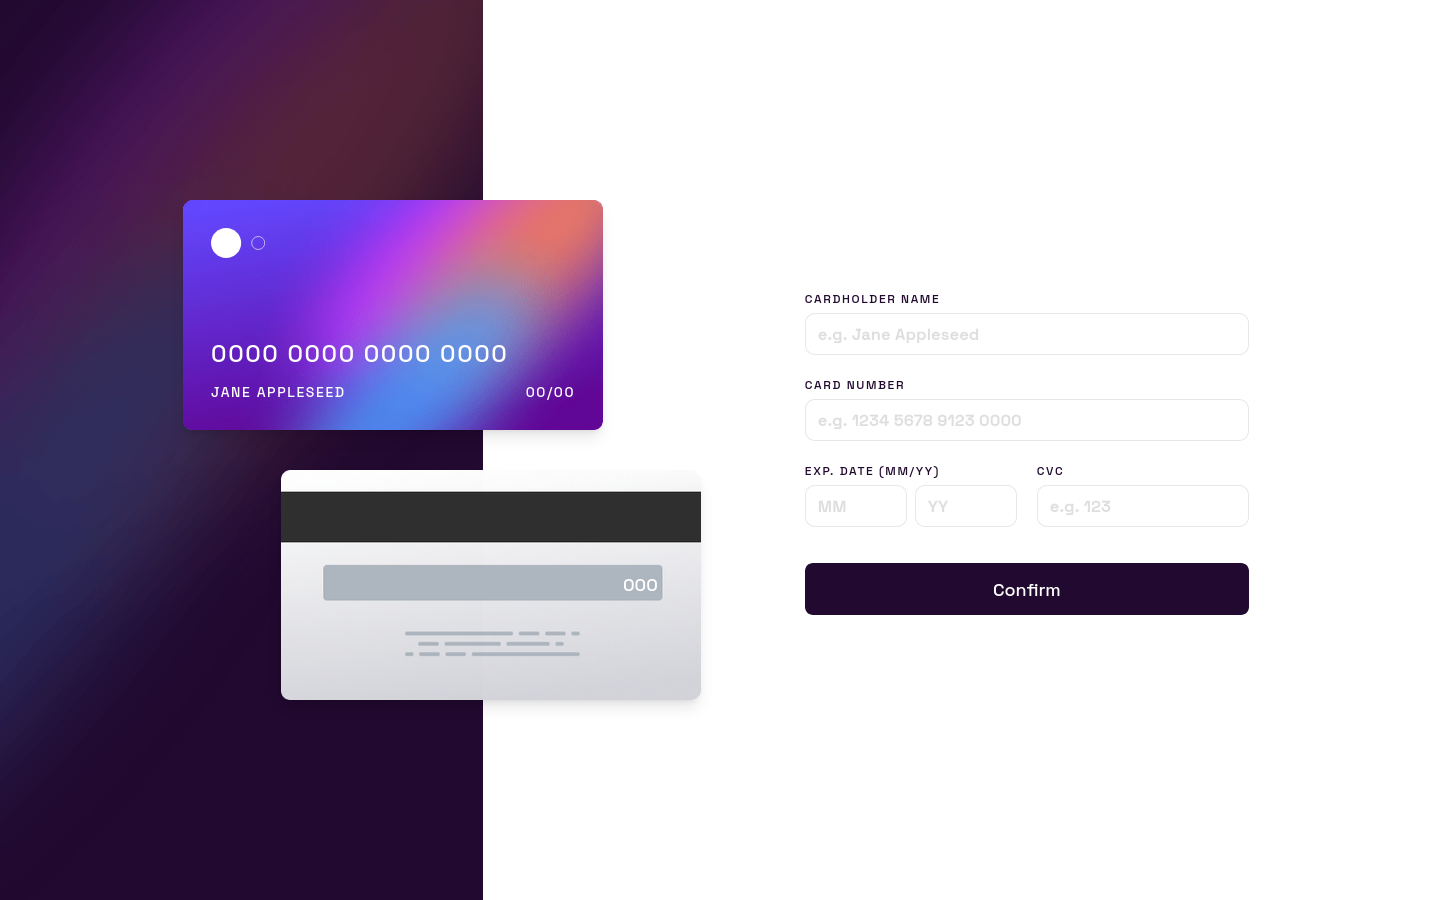 0000 0000 0000 0000
JANE APPLESEED 00/00
000
CARDHOLDER NAME
e.g. Jane Appleseed
CARD NUMBER
e.g. 1234 5678 9123 0000
EXP. DATE (MM/YY) CVC
MM YY e.g. 123
Confirm